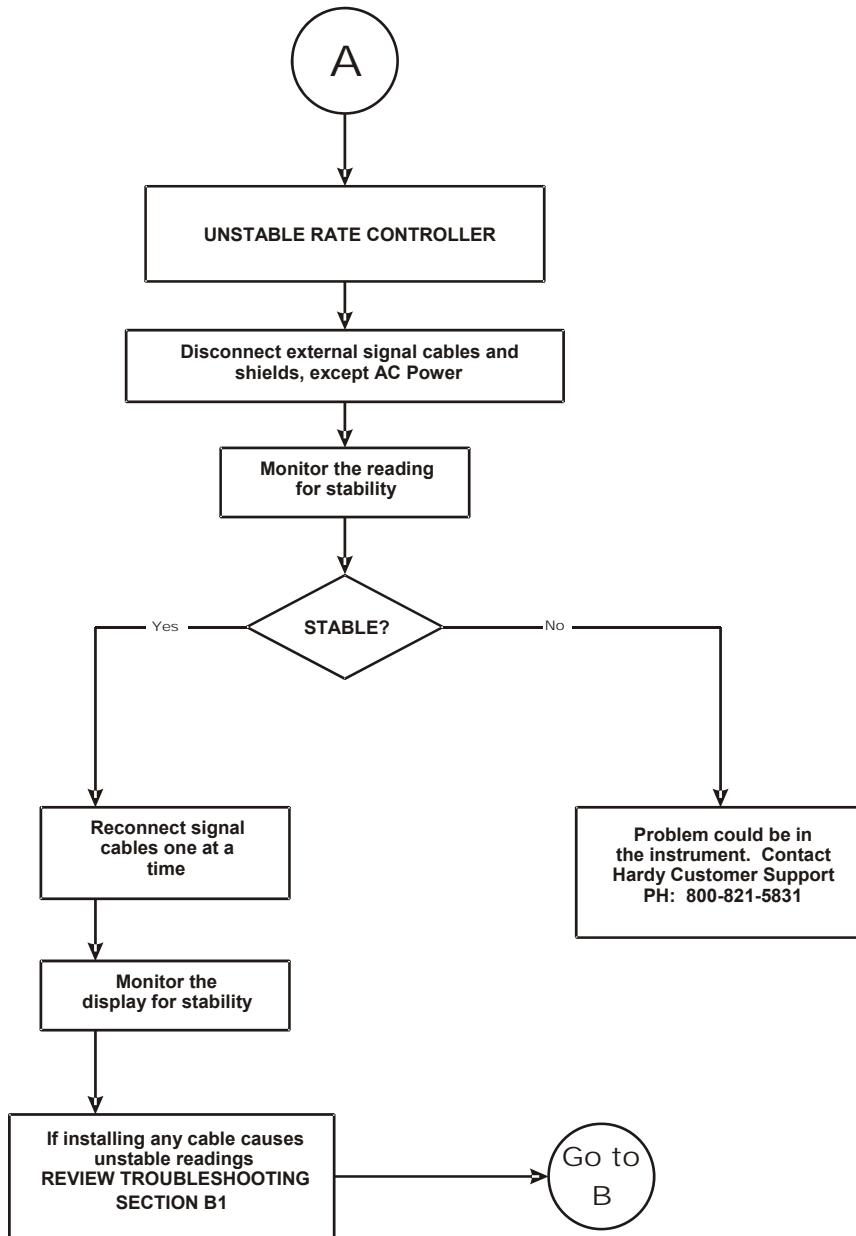 A
UNSTABLE RATE CONTROLLER
Disconnect external signal cables and
shields, except AC Power
Monitor the reading
for stability
STABLE?
Yes
No
Reconnect signal
cables one at a
time
Problem could be in
the instrument. Contact
Hardy Customer Support
PH: 800-821-5831
Monitor the
display for stability
If installing any cable causes
unstable readings
REVIEW TROUBLESHOOTING
SECTION B1
Go to
B